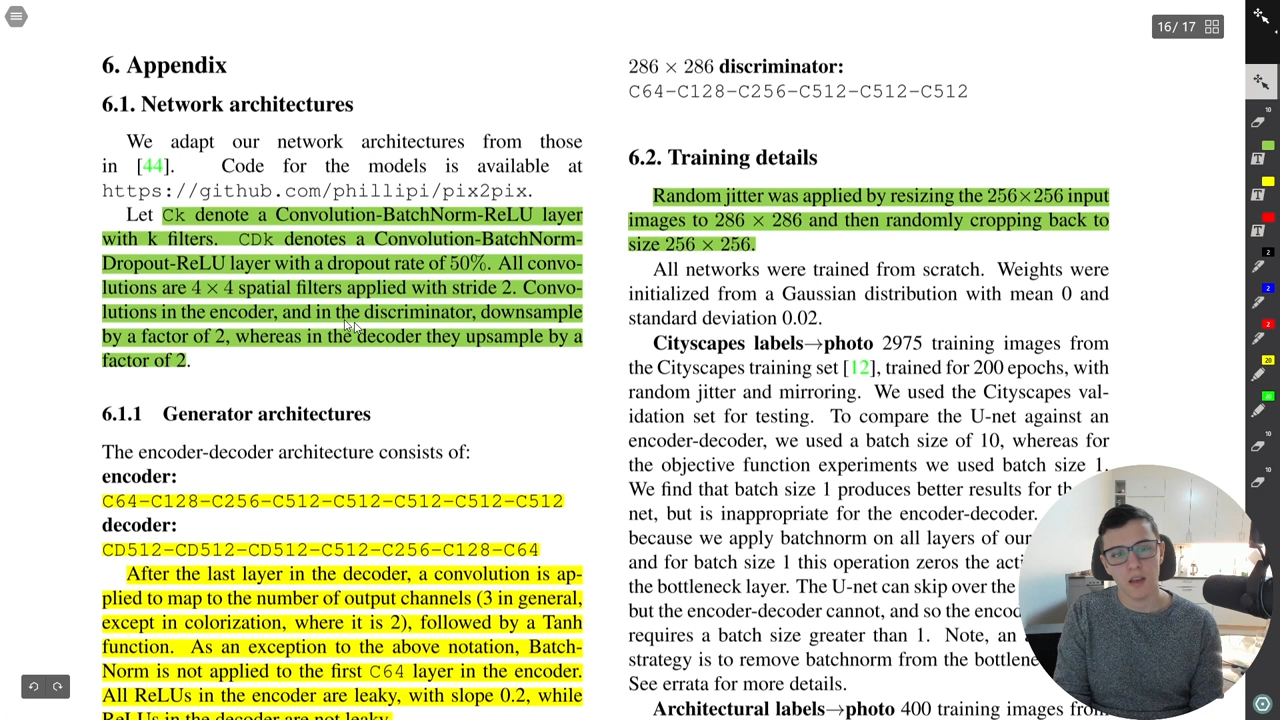 16/ 17
6. Appendix
6.1. Network architectures
We adapt our network architectures from those
in [44]. Code for the models is available at
https://github.com/phillipi/pix2pix.
Let Ck denote a Convolution-BatchNorm-ReLU layer
with k filters. CDk denotes a Convolution-BatchNorm-
Dropout-ReLU layer with a dropout rate of 50%. All convo-
lutions are 4 × 4 spatial filters applied with stride 2. Convo-
lutions in the encoder, and in the discriminator, downsample
by a factor of 2, whereas in the decoder they upsample by a
factor of 2.
6.1.1 Generator architectures
The encoder-decoder architecture consists of:
encoder:
C64-C128-C256-C512-C512-C512-C512-C512
decoder:
CD512-CD512-CD512-C512-C256-C128-C64
After the last layer in the decoder, a convolution is ap-
plied to map to the number of output channels (3 in general,
except in colorization, where it is 2), followed by a Tanh
function. As an exception to the above notation, Batch-
Norm is not applied to the first C64 layer in the encoder.
All ReLUs in the encoder are leaky, with slope 0.2, while
ReLUs in the decoder are not leaky.
286 × 286 discriminator:
C64-C128-C256-C512-C512-C512
6.2. Training details
Random jitter was applied by resizing the 256×256 input
images to 286 × 286 and then randomly cropping back to
size 256 × 256.
All networks were trained from scratch. Weights were
initialized from a Gaussian distribution with mean 0 and
standard deviation 0.02.
Cityscapes labels→photo 2975 training images from
the Cityscapes training set [12], trained for 200 epochs, with
random jitter and mirroring. We used the Cityscapes val-
idation set for testing. To compare the U-net against an
encoder-decoder, we used a batch size of 10, whereas for
the objective function experiments we used batch size 1.
We find that batch size 1 produces better results for
net, but is inappropriate for the encoder-decoder.
because we apply batchnorm on all layers of our
and for batch size 1 this operation zeros the
the bottleneck layer. The U-net can skip over the
but the encoder-decoder cannot, and so the
requires a batch size greater than 1. Note, an
strategy is to remove batchnorm from the
See errata for more details.
Architectural labels→photo 400 training images from
10
T
T
T
2
2
2
20
10
10